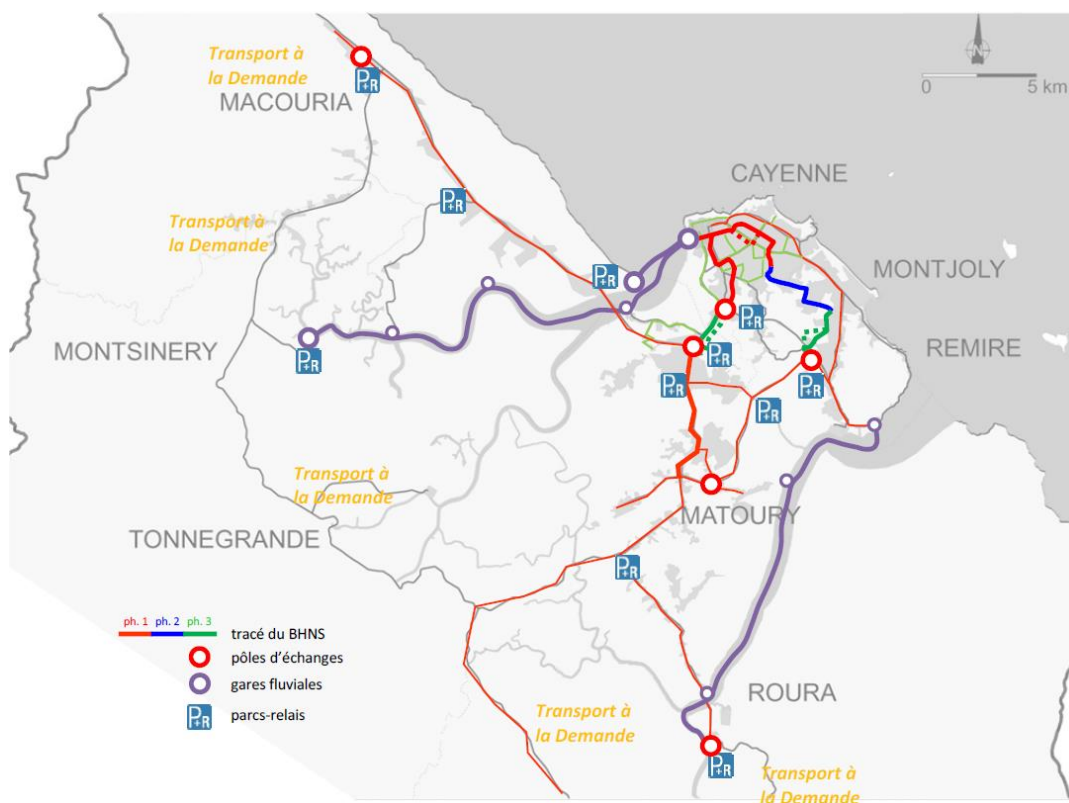 Transport à
la Demande
P+R
MACOURIA
0 5 km
CAYENNE
P+R
Transport à
la Demande
MONTJOLY
P+R
P+R
MONTSINERY
P+R
REMIRE
P+R
P+R
P+R
P+R
Transport à
la Demande
MATOURY
TONNEGRANDE
P+R
ph. 1 ph. 2 ph. 3
tracé du BHNS
pôles d’échanges
gares fluviales
P+R parcs-relais
ROURA
Transport à
la Demande
P+R
Transport à
la Demande